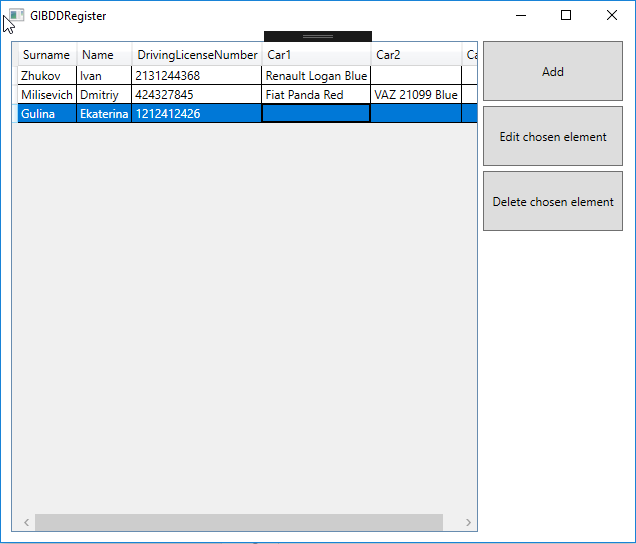 GIBDDRegister
Surname Name DrivingLicenseNumber Car1 Car2 Ca
Zhukov Ivan 2131244368 Renault Logan Blue
Milisevich Dmitriy 424327845 Fiat Panda Red VAZ 21099 Blue
Gulina Ekaterina 1212412426
Add
Edit chosen element
Delete chosen element